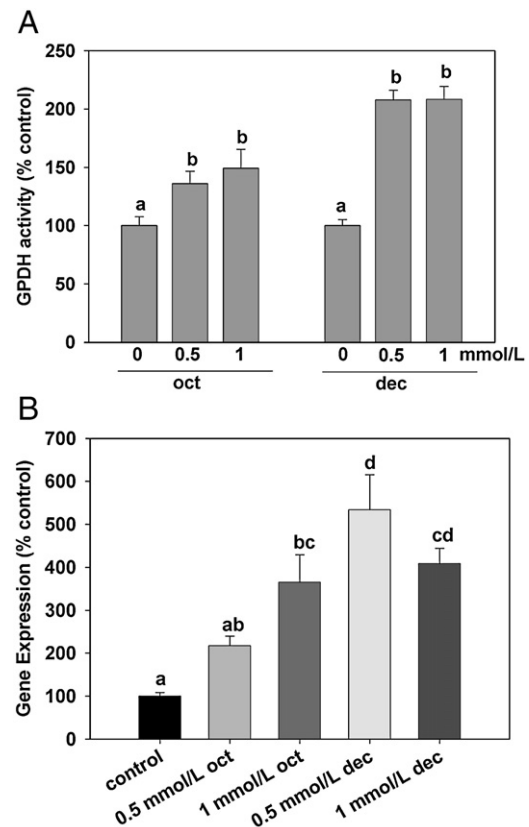 A
GPDH activity (% control)
250
200
150
100
50
0
a
b
b
a
b
b
0 0.5 1 0 0.5 1 mmol/L
oct dec
B
Gene Expression (% control)
700
600
500
400
300
200
100
0
a
ab
bc
d
cd
control
0.5 mmol/L oct
1 mmol/L oct
0.5 mmol/L dec
1 mmol/L dec